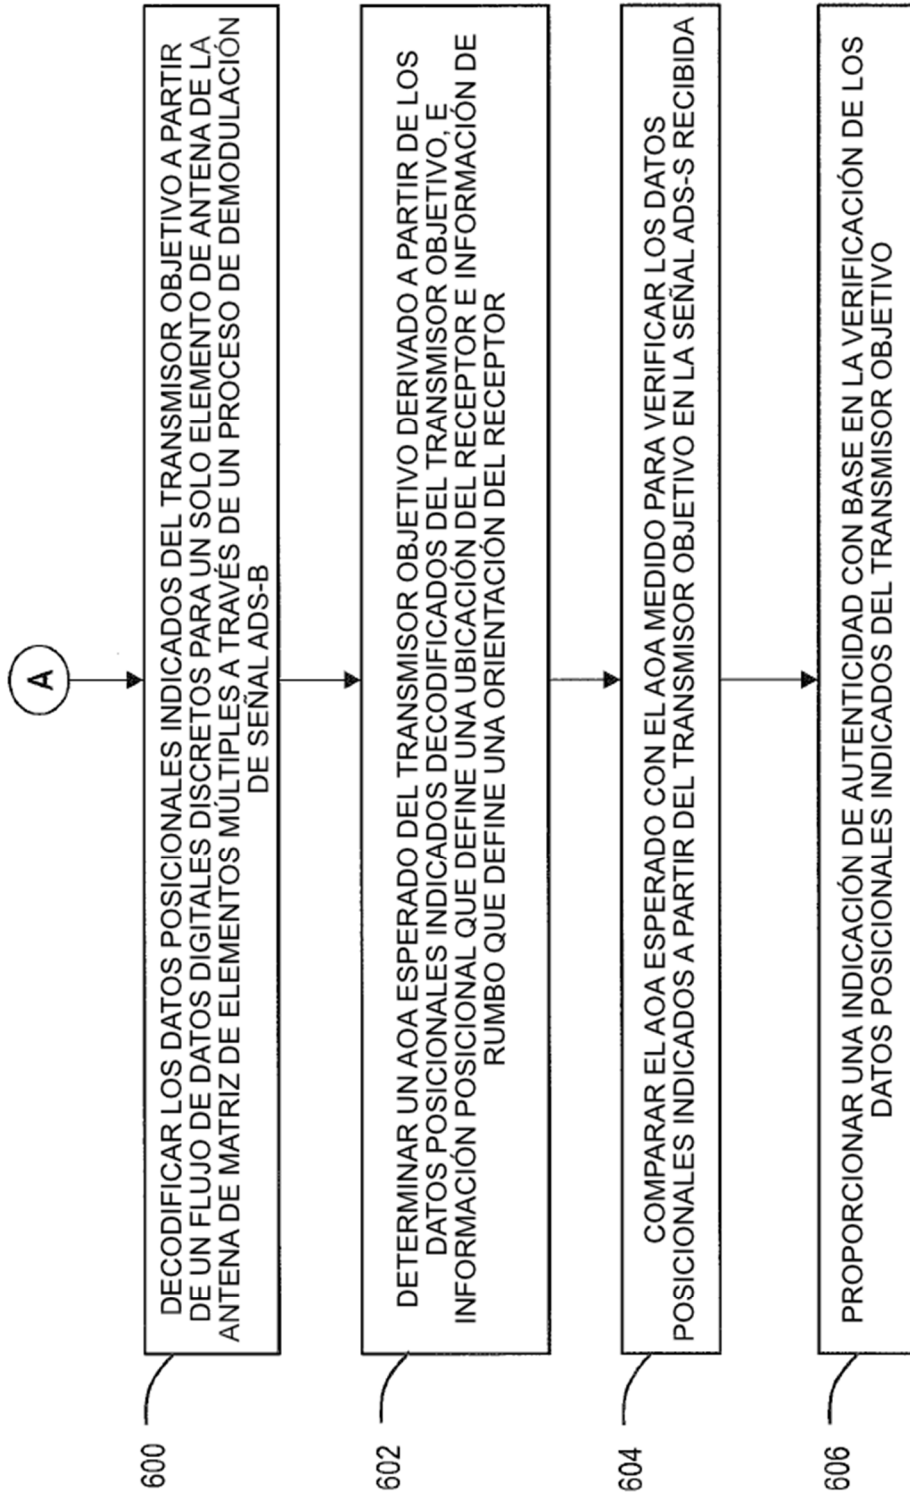 A
600
DECODIFICAR LOS DATOS POSICIONALES INDICADOS DEL TRANSMISOR OBJETIVO A PARTIR
DE UN FLUJO DE DATOS DIGITALES DISCRETOS PARA UN SOLO ELEMENTO DE ANTENA DE LA
ANTENA DE MATRIZ DE ELEMENTOS MÚLTIPLES A TRAVÉS DE UN PROCESO DE DEMODULACIÓN
DE SEÑAL ADS-B
602
DETERMINAR UN AOA ESPERADO DEL TRANSMISOR OBJETIVO DERIVADO A PARTIR DE LOS
DATOS POSICIONALES INDICADOS DECODIFICADOS DEL TRANSMISOR OBJETIVO, E
INFORMACIÓN POSICIONAL QUE DEFINE UNA UBICACIÓN DEL RECEPTOR E INFORMACIÓN DE
RUMBO QUE DEFINE UNA ORIENTACIÓN DEL RECEPTOR
604
COMPARAR EL AOA ESPERADO CON EL AOA MEDIDO PARA VERIFICAR LOS DATOS
POSICIONALES INDICADOS A PARTIR DEL TRANSMISOR OBJETIVO EN LA SEÑAL ADS-S RECIBIDA
606
PROPORCIONAR UNA INDICACIÓN DE AUTENTICIDAD CON BASE EN LA VERIFICACIÓN DE LOS
DATOS POSICIONALES INDICADOS DEL TRANSMISOR OBJETIVO